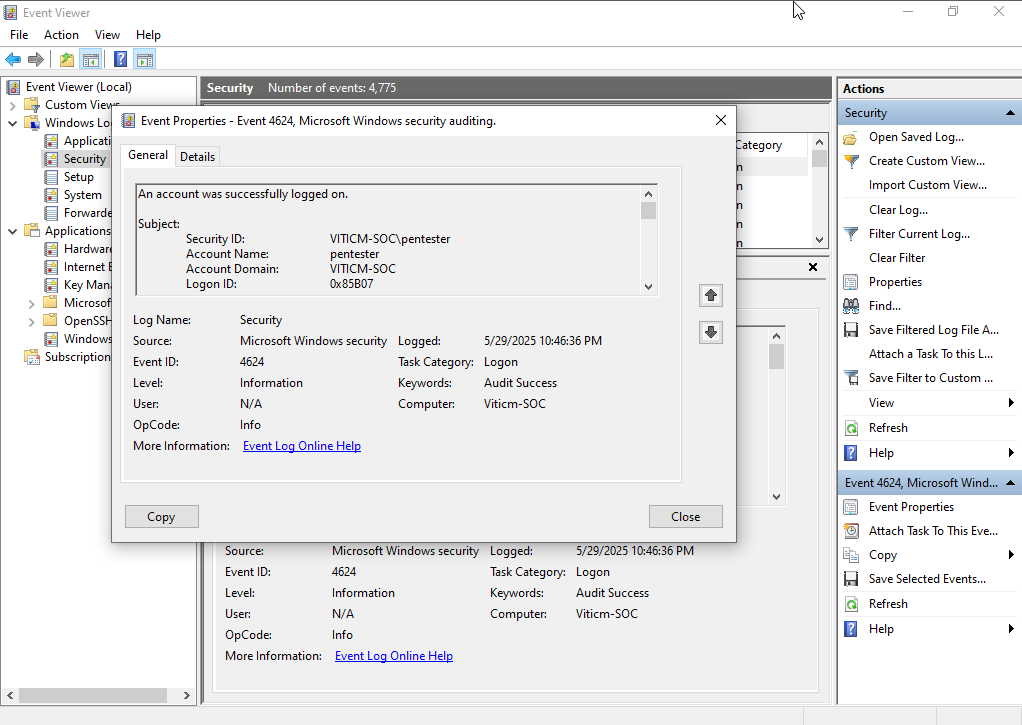 Event Viewer
File Action View Help
Event Viewer (Local)
Custom Views
Windows Lo
Applicati
Security
Setup
System
Forwarde
Applications
Hardware
Internet E
Key Mana
Microsof
OpenSSH
Windows
Subscription
Security Number of events: 4,775
Category
n
n
n
n
n
Event Properties - Event 4624, Microsoft Windows security auditing.
General Details
An account was successfully logged on.
Subject:
Security ID: VITICM-SOC\pentester
Account Name: pentester
Account Domain: VITICM-SOC
Logon ID: 0x85B07
Log Name: Security
Source: Microsoft Windows security Logged: 5/29/2025 10:46:36 PM
Event ID: 4624 Task Category: Logon
Level: Information Keywords: Audit Success
User: N/A Computer: Viticm-SOC
OpCode: Info
More Information: Event Log Online Help
Copy Close
Source: Microsoft Windows security Logged: 5/29/2025 10:46:36 PM
Event ID: 4624 Task Category: Logon
Level: Information Keywords: Audit Success
User: N/A Computer: Viticm-SOC
OpCode: Info
More Information: Event Log Online Help
Actions
Security
Open Saved Log...
Create Custom View...
Import Custom View...
Clear Log...
Filter Current Log...
Clear Filter
Properties
Find...
Save Filtered Log File A...
Attach a Task To this L...
Save Filter to Custom ...
View
Refresh
Help
Event 4624, Microsoft Wind...
Event Properties
Attach Task To This Eve...
Copy
Save Selected Events...
Refresh
Help